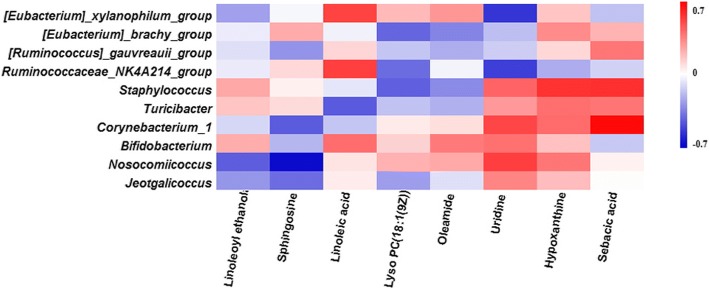 [Eubacterium]_xylanophilum_group
[Eubacterium]_brachy_group
[Ruminococcus]_gauvreauii_group
Ruminococcaceae_NK4A214_group
Staphylococcus
Turicibacter
Corynebacterium_1
Bifidobacterium
Nosocomiicoccus
Jeotgalicoccus
Linoleoyl ethanola
Sphingosine
Linoleic acid
Lyso PC(18:1(9Z))
Oleamide
Uridine
Hypoxanthine
Sebacic acid
0.7
0
-0.7